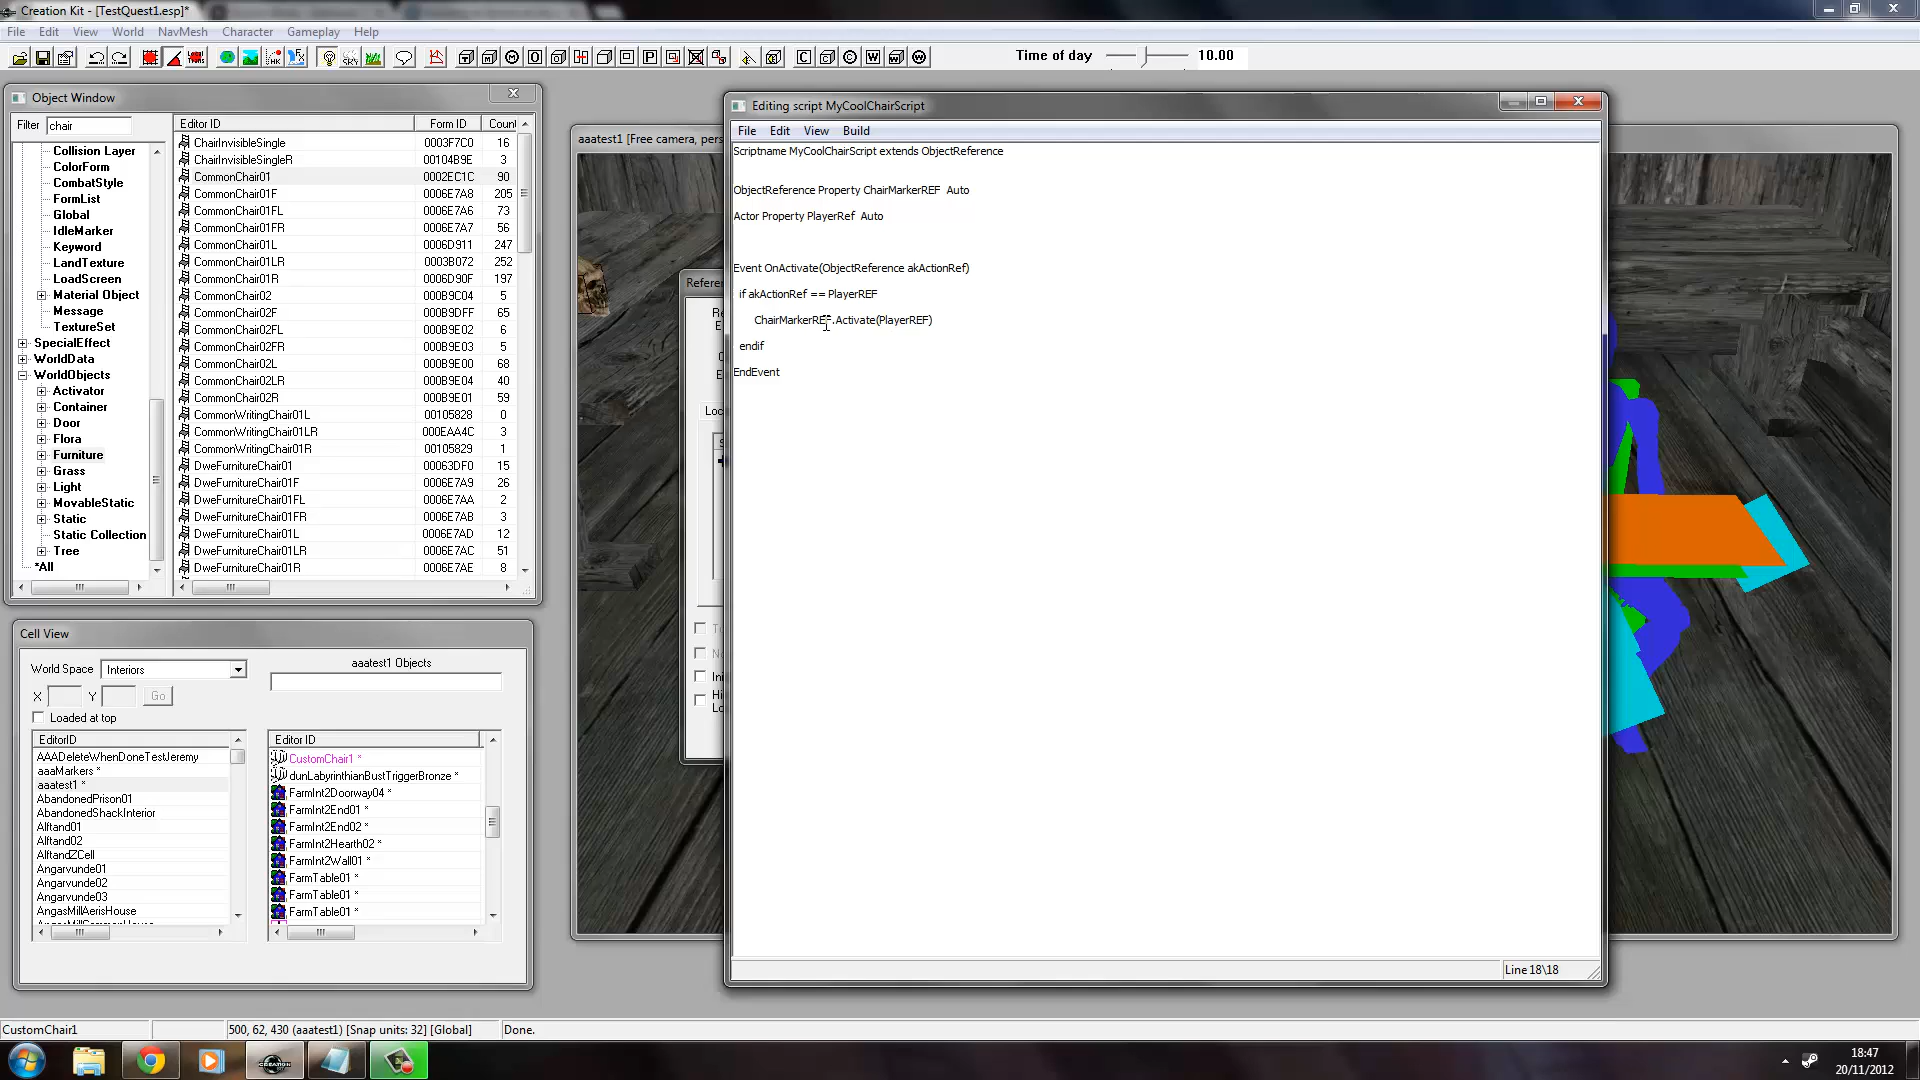 Creation Kit - [TestQuest1.esp]*
File Edit View World NavMesh Character Gameplay Help
Time of day 10.00
Object Window
Filter chair
Collision Layer
ColorForm
CombatStyle
FormList
Global
IdleMarker
Keyword
LandTexture
LoadScreen
Material Object
Message
TextureSet
SpecialEffect
WorldData
WorldObjects
Activator
Container
Door
Flora
Furniture
Grass
Light
MovableStatic
Static
Static Collection
Tree
*All
Editor ID Form ID Count
ChairInvisibleSingle 0003F7C0 16
ChairInvisibleSingleR 00104B9E 3
CommonChair01 0002EC1C 90
CommonChair01F 0006E7A8 205
CommonChair01FL 0006E7A6 73
CommonChair01FR 0006E7A7 56
CommonChair01L 0006D911 247
CommonChair01LR 0003B072 252
CommonChair01R 0006D90F 197
CommonChair02 000B9C04 5
CommonChair02F 000B9DFF 65
CommonChair02FL 000B9E02 6
CommonChair02FR 000B9E03 5
CommonChair02L 000B9E00 68
CommonChair02LR 000B9E04 40
CommonChair02R 000B9E01 59
CommonWritingChair01L 00105828 0
CommonWritingChair01LR 000EAA4C 3
CommonWritingChair01R 00105829 1
DweFurnitureChair01 00063DF0 15
DweFurnitureChair01F 0006E7A9 26
DweFurnitureChair01FL 0006E7AA 2
DweFurnitureChair01FR 0006E7AB 3
DweFurnitureChair01L 0006E7AD 12
DweFurnitureChair01LR 0006E7AC 51
DweFurnitureChair01R 0006E7AE 8
aaatest1 [Free camera, pers
Editing script MyCoolChairScript
File Edit View Build
Scriptname MyCoolChairScript extends ObjectReference
ObjectReference Property ChairMarkerREF Auto
Actor Property PlayerRef Auto
Event OnActivate(ObjectReference akActionRef)
if akActionRef == PlayerREF
ChairMarkerREF.Activate(PlayerREF)
endif
EndEvent
Line 18\18
Cell View
World Space Interiors
X Y Go
Loaded at top
aaatest1 Objects
EditorID
AAADeleteWhenDoneTestJeremy
aaaMarkers *
aaatest1 *
AbandonedPrison01
AbandonedShackInterior
Alftand01
Alftand02
AlftandZCell
Angarvunde01
Angarvunde02
Angarvunde03
AngasMillAerisHouse
AngasMillCommonHouse
Editor ID
CustomChair1 *
dunLabyrinthianBustTriggerBronze *
FarmInt2Doorway04 *
FarmInt2End01 *
FarmInt2End02 *
FarmInt2Hearth02 *
FarmInt2Wall01 *
FarmTable01 *
FarmTable01 *
FarmTable01 *
CustomChair1 500, 62, 430 (aaatest1) [Snap units: 32] [Global] Done.
18:47
20/11/2012